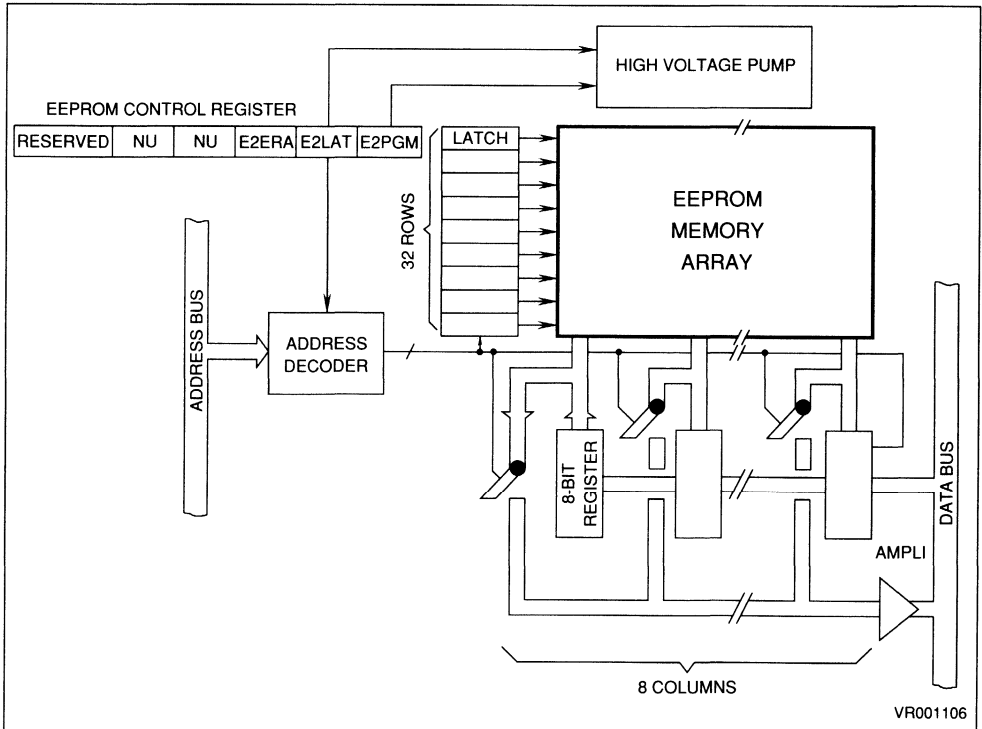 HIGH VOLTAGE PUMP
EEPROM CONTROL REGISTER
RESERVED NU NU E2ERA E2LAT E2PGM
LATCH
32 ROWS
EEPROM
MEMORY
ARRAY
ADDRESS BUS
ADDRESS
DECODER
8-BIT
REGISTER
DATA BUS
AMPLI
8 COLUMNS
VR001106